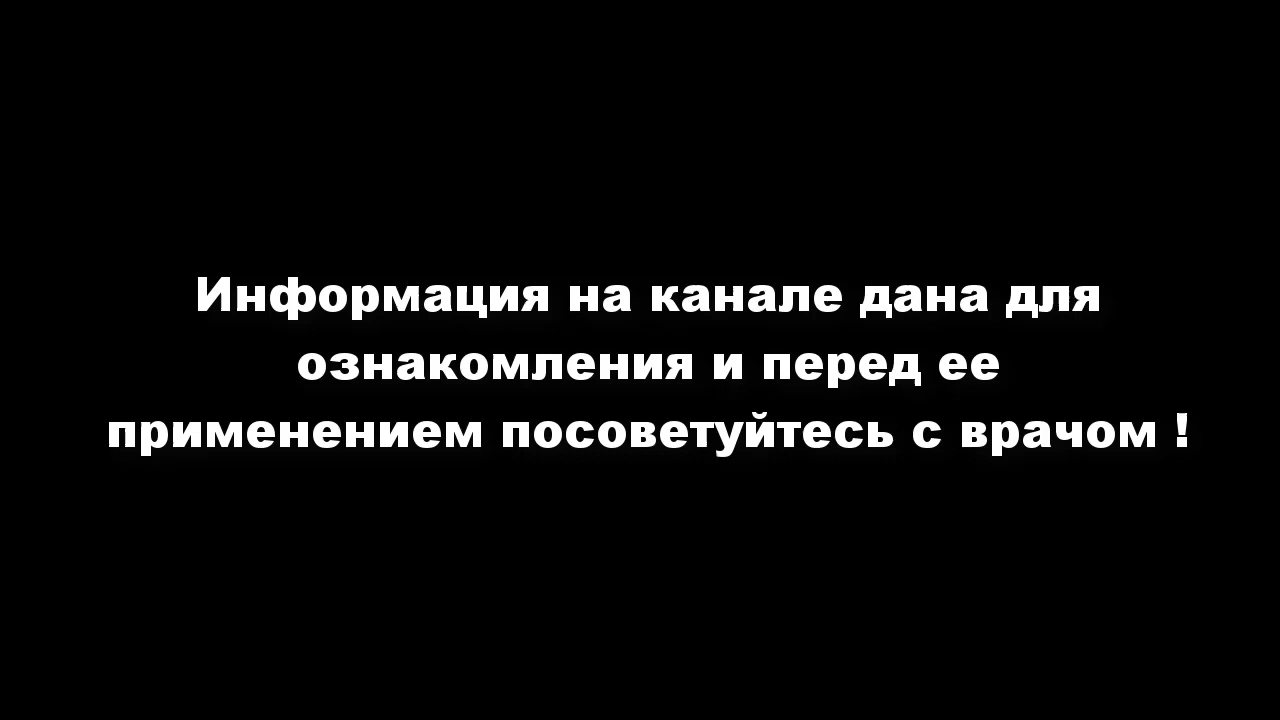 Информация на канале дана для
ознакомления и перед ее
применением посоветуйтесь с врачом !